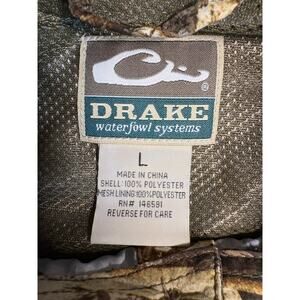 ®
DRAKE
waterfowl systems
L
MADE IN CHINA
SHELL:100% POLYESTER
MESH LINING:100% POLYESTER
RN# 146591
REVERSE FOR CARE